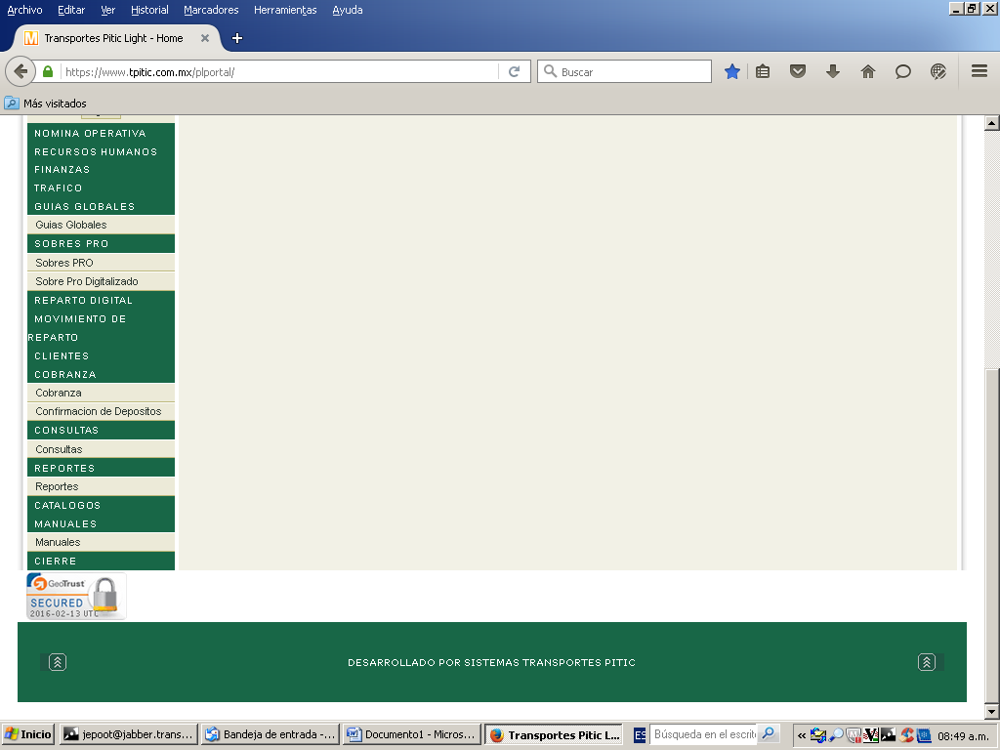 Archivo Editar Ver Historial Marcadores Herramientas Ayuda
Transportes Pitic Light - Home
https://www.tpitic.com.mx/plportal/
Buscar
Más visitados
NOMINA OPERATIVA
RECURSOS HUMANOS
FINANZAS
TRAFICO
GUIAS GLOBALES
Guias Globales
SOBRES PRO
Sobres PRO
Sobre Pro Digitalizado
REPARTO DIGITAL
MOVIMIENTO DE
REPARTO
CLIENTES
COBRANZA
Cobranza
Confirmacion de Depositos
CONSULTAS
Consultas
REPORTES
Reportes
CATALOGOS
MANUALES
Manuales
CIERRE
GeoTrust
SECURED
2016-02-13 UTC
DESARROLLADO POR SISTEMAS TRANSPORTES PITIC
Inicio jepoot@jabber.trans... Bandeja de entrada -... Documento1 - Micros... Transportes Pitic L... ES Búsqueda en el escrit « 08:49 a.m.